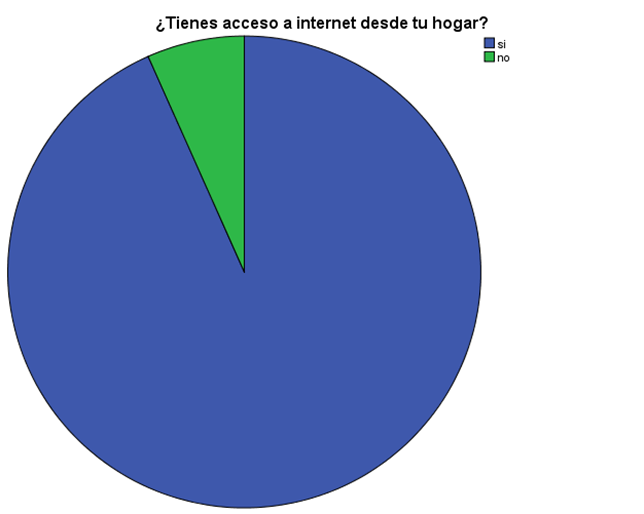 ¿Tienes acceso a internet desde tu hogar?
si
no